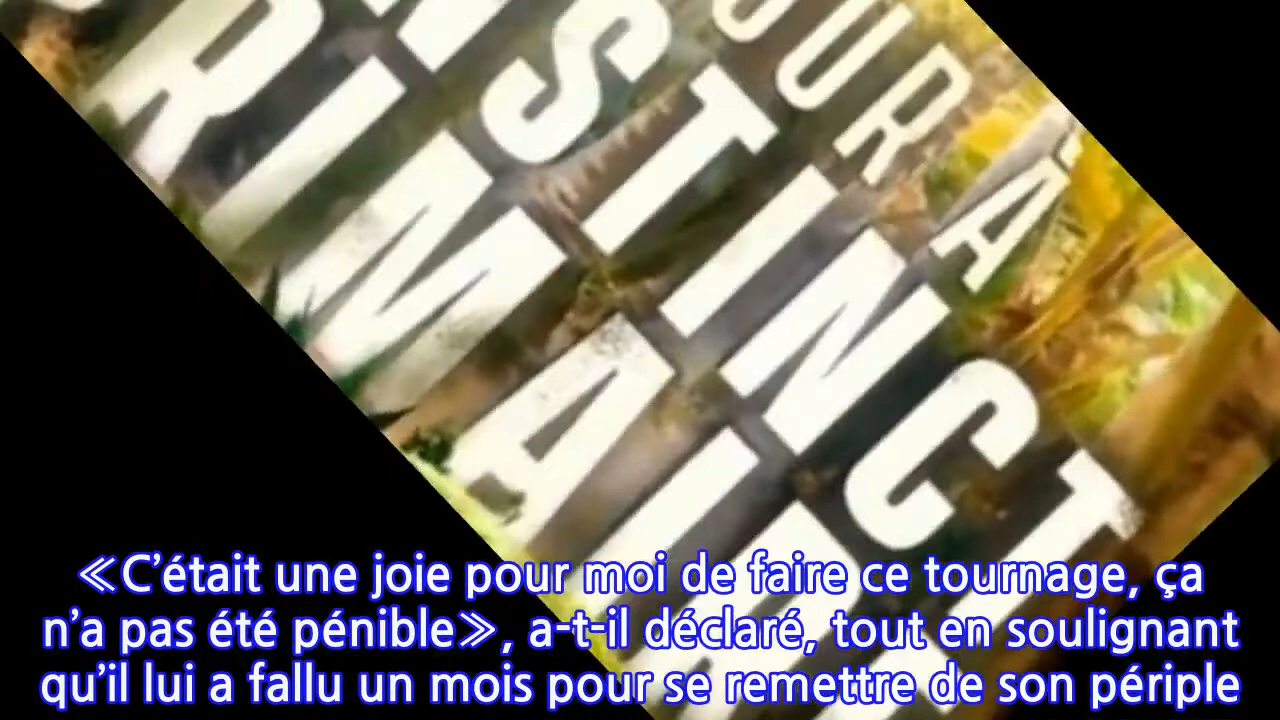 INSTINCT
≪C’était une joie pour moi de faire ce tournage, ça
n’a pas été pénible≫, a-t-il déclaré, tout en soulignant
qu’il lui a fallu un mois pour se remettre de son périple